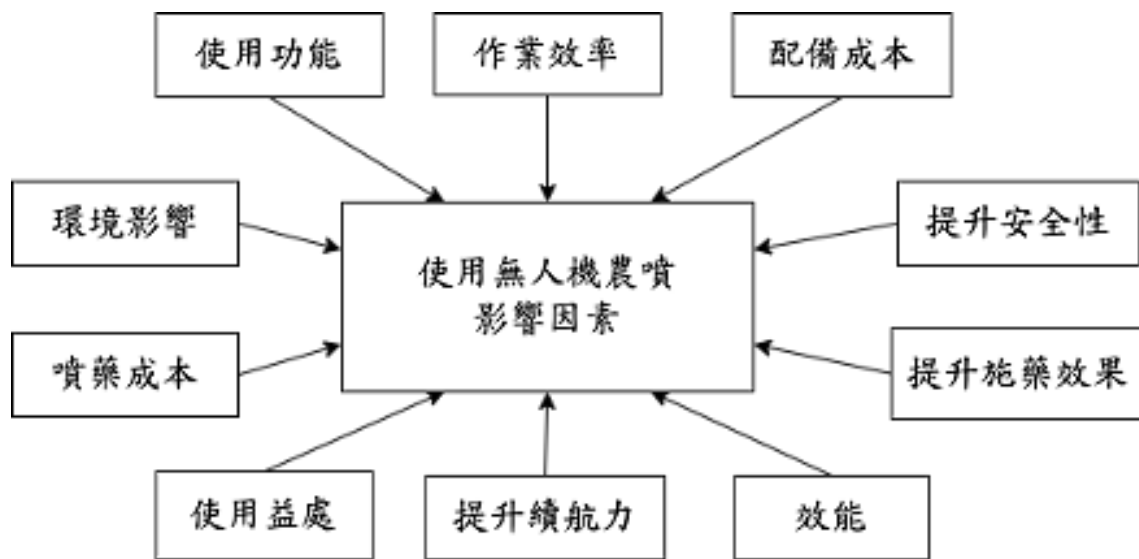 使用功能
作業效率
配備成本
環境影響
提升安全性
使用無人機農噴
影響因素
噴藥成本
提升施藥效果
使用益處
提升續航力
效能